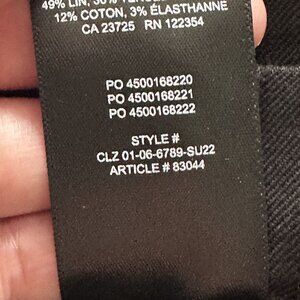 49% LIN, 36%
12% COTON, 3% ÉLASTHANNE
CA 23725 RN 122354
PO 4500168220
PO 4500168221
PO 4500168222
STYLE #
CLZ 01-06-6789-SU22
ARTICLE # 83044